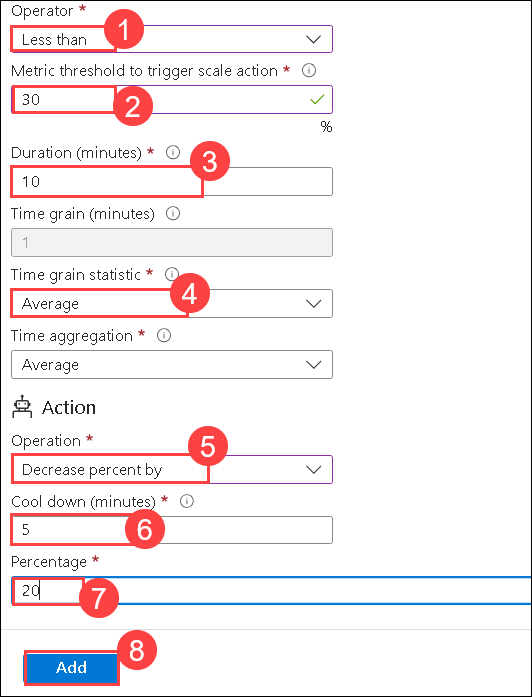 Operator
Less than
1
Metric threshold to trigger scale action *
30
2
%
Duration (minutes) *
3
10
Time grain (minutes)
1
Time grain statistic *
Average
4
Time aggregation *
Average
Action
Operation *
5
Decrease percent by
Cool down (minutes) *
5
6
Percentage *
20
7
Add
8